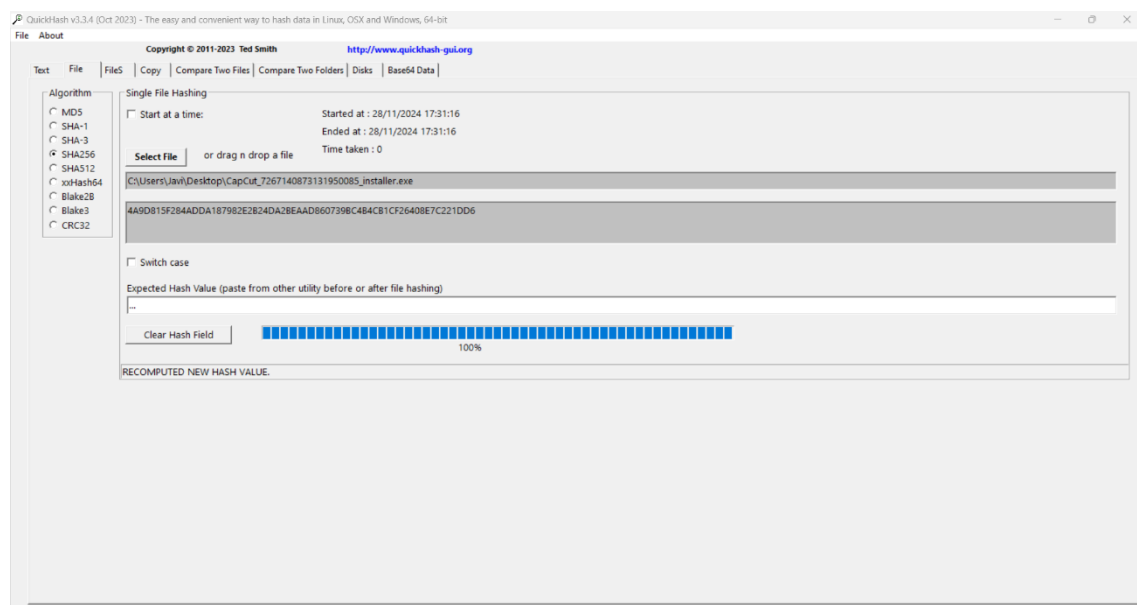 QuickHash v3.3.4 (Oct 2023) - The easy and convenient way to hash data in Linux, OSX and Windows, 64-bit
File About
Copyright © 2011-2023 Ted Smith http://www.quickhash-gui.org
Text File FileS Copy Compare Two Files Compare Two Folders Disks Base64 Data
Algorithm
MD5
SHA-1
SHA-3
SHA256
SHA512
xxHash64
Blake2B
Blake3
CRC32
Single File Hashing
Start at a time: Started at : 28/11/2024 17:31:16
Ended at : 28/11/2024 17:31:16
Select File or drag n drop a file Time taken : 0
C:\Users\Javi\Desktop\CapCut_7267140873131950085_installer.exe
4A9D815F284ADDA187982E2B24DA2BEAAD860739BC4B4CB1CF26408E7C221DD6
Switch case
Expected Hash Value (paste from other utility before or after file hashing)
...
Clear Hash Field
100%
RECOMPUTED NEW HASH VALUE.